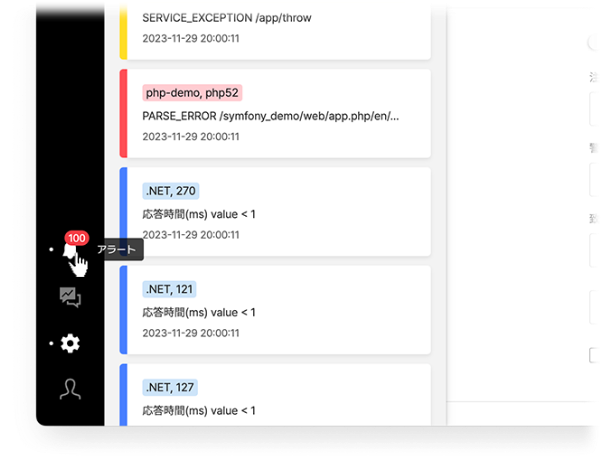 SERVICE_EXCEPTION /app/throw
2023-11-29 20:00:11
php-demo, php52
PARSE_ERROR /symfony_demo/web/app.php/en/...
2023-11-29 20:00:11
.NET, 270
応答時間(ms) value < 1
2023-11-29 20:00:11
100
アラート
.NET, 121
応答時間(ms) value < 1
2023-11-29 20:00:11
.NET, 127
応答時間(ms) value < 1